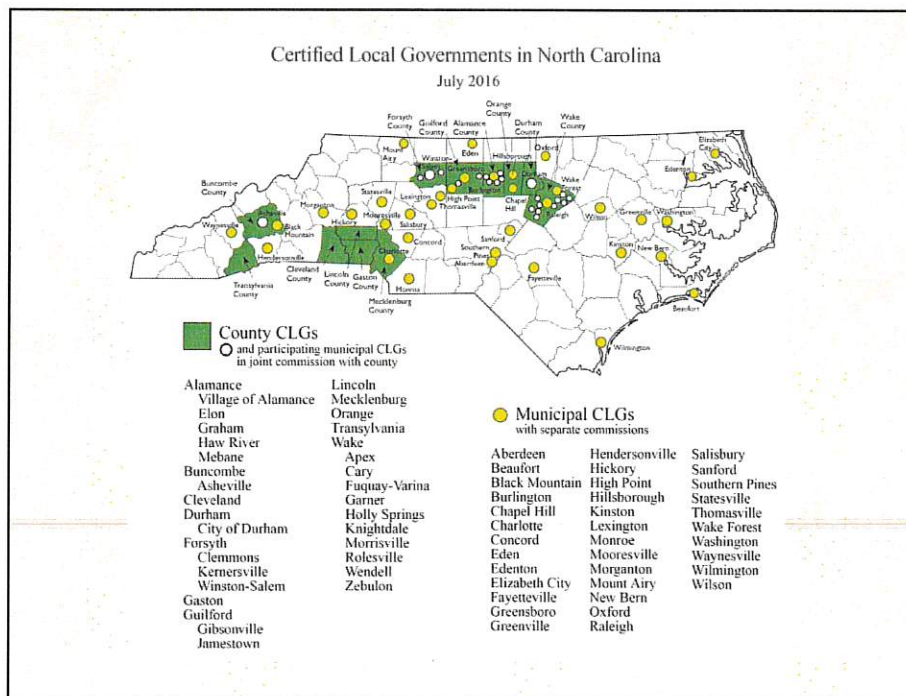 Certified Local Governments in North Carolina
July 2016
Orange
County
Forsyth
County
Guilford
County
Alamance
County
Durham
County
Wake
County
Mount
Airy
Eden
Hillsborough
Oxford
Elizabeth
City
Winston-
Salem
Greensboro
Durham
Edenton
Buncombe
County
Statesville
Lexington
Burlington
Wake
Forest
Morganton
High Point
Thomasville
Chapel
Hill
Raleigh
Asheville
Hickory
Mooresville
Salisbury
Wilson
Greenville
Washington
Waynesville
Black
Mountain
Concord
Sanford
Southern
Pines
Aberdeen
Kinston
New Bern
Hendersonville
Charlotte
Fayetteville
Cleveland
County
Lincoln
County
Gaston
County
Transylvania
County
Monroe
Mecklenburg
County
Beaufort
Wilmington
County CLGs
and participating municipal CLGs
in joint commission with county
Alamance
Village of Alamance
Elon
Graham
Haw River
Mebane
Buncombe
Asheville
Cleveland
Durham
City of Durham
Forsyth
Clemmons
Kernersville
Winston-Salem
Gaston
Guilford
Gibsonville
Jamestown
Lincoln
Mecklenburg
Orange
Transylvania
Wake
Apex
Cary
Fuquay-Varina
Garner
Holly Springs
Knightdale
Morrisville
Rolesville
Wendell
Zebulon
Municipal CLGs
with separate commissions
Aberdeen
Beaufort
Black Mountain
Burlington
Chapel Hill
Charlotte
Concord
Eden
Edenton
Elizabeth City
Fayetteville
Greensboro
Greenville
Hendersonville
Hickory
High Point
Hillsborough
Kinston
Lexington
Monroe
Mooresville
Morganton
Mount Airy
New Bern
Oxford
Raleigh
Salisbury
Sanford
Southern Pines
Statesville
Thomasville
Wake Forest
Washington
Waynesville
Wilmington
Wilson